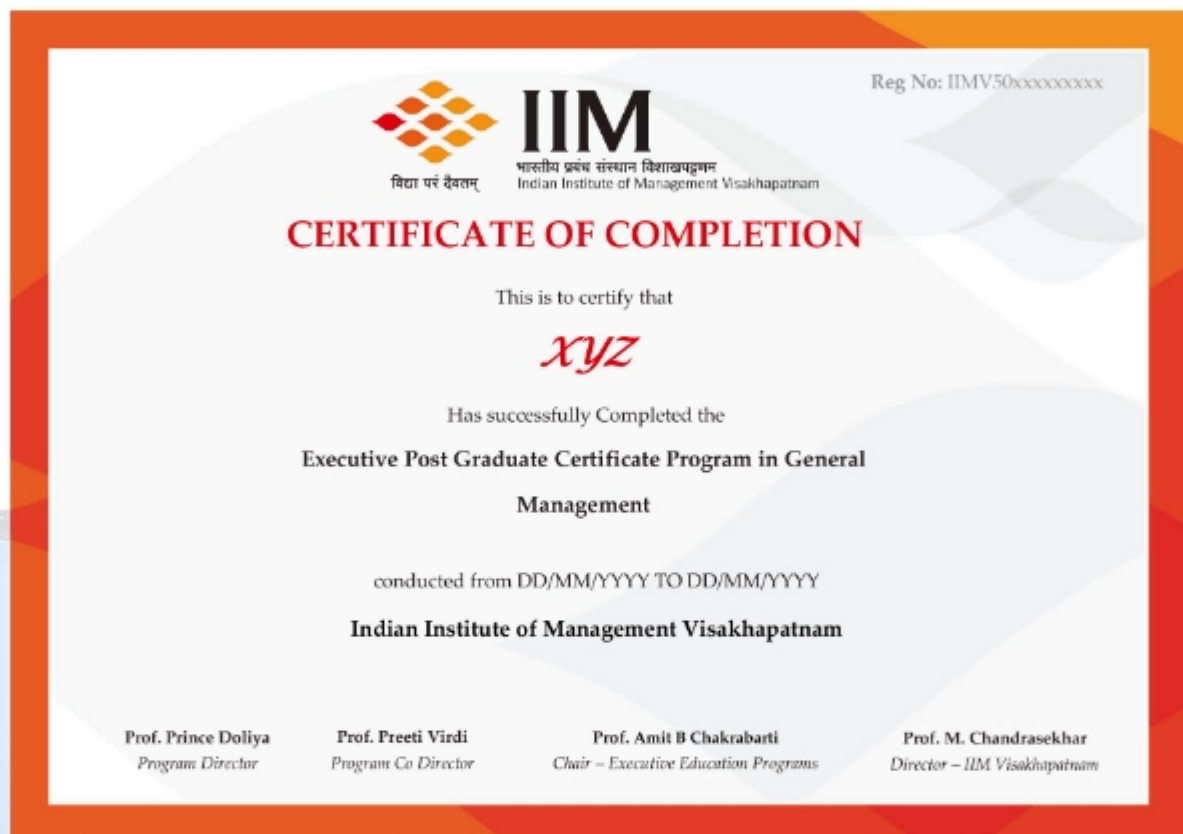 Reg No: IIMV50xxxxxxxxx
IIM
भारतीय प्रबंध संस्थान विशाखपट्टणम
विद्या परं दैवतम्
Indian Institute of Management Visakhapatnam
CERTIFICATE OF COMPLETION
This is to certify that
xyz
Has successfully Completed the
Executive Post Graduate Certificate Program in General
Management
conducted from DD/MM/YYYY TO DD/MM/YYYY
Indian Institute of Management Visakhapatnam
Prof. Prince Doliya
Program Director
Prof. Preeti Virdi
Program Co Director
Prof. Amit B Chakrabarti
Chair – Executive Education Programs
Prof. M. Chandrasekhar
Director – IIM Visakhapatnam